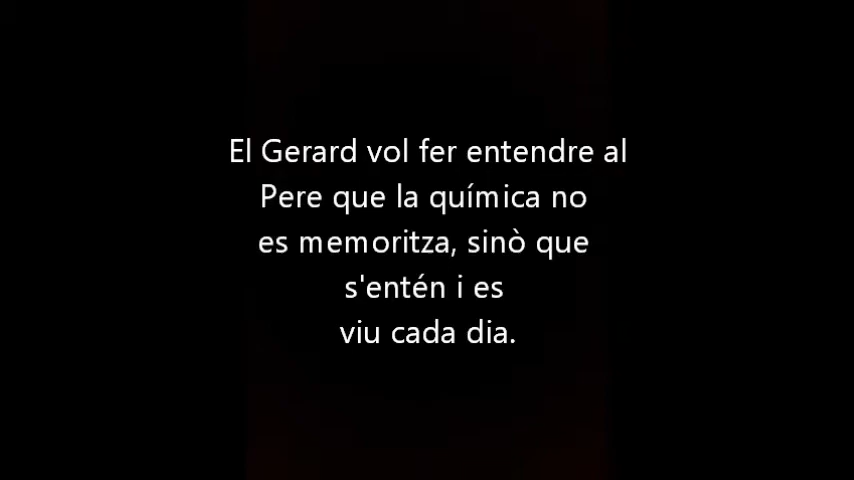 El Gerard vol fer entendre al
Pere que la química no
es memoritza, sinò que
s'entén i es
viu cada dia.